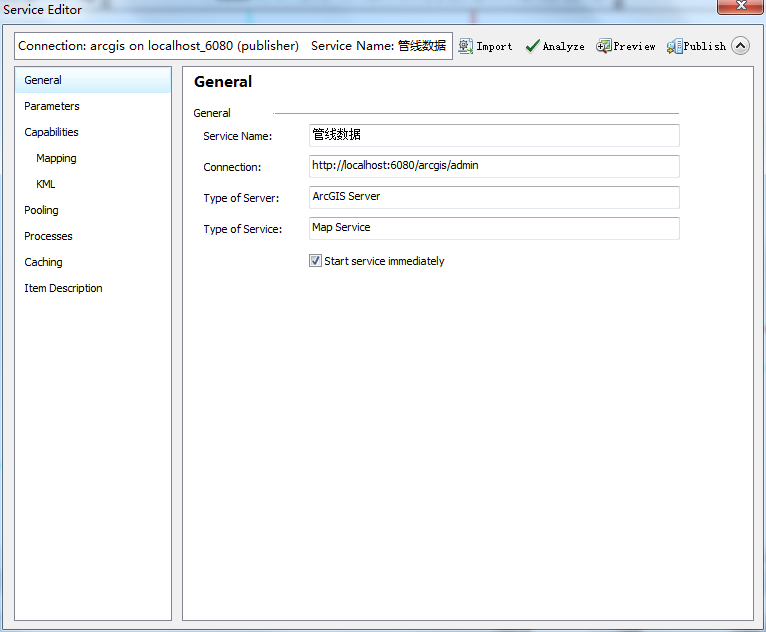 Service Editor
Connection: arcgis on localhost_6080 (publisher) Service Name: 管线数据 Import Analyze Preview Publish
General
Parameters
Capabilities
Mapping
KML
Pooling
Processes
Caching
Item Description
General
General
Service Name: 管线数据
Connection: http://localhost:6080/arcgis/admin
Type of Server: ArcGIS Server
Type of Service: Map Service
Start service immediately